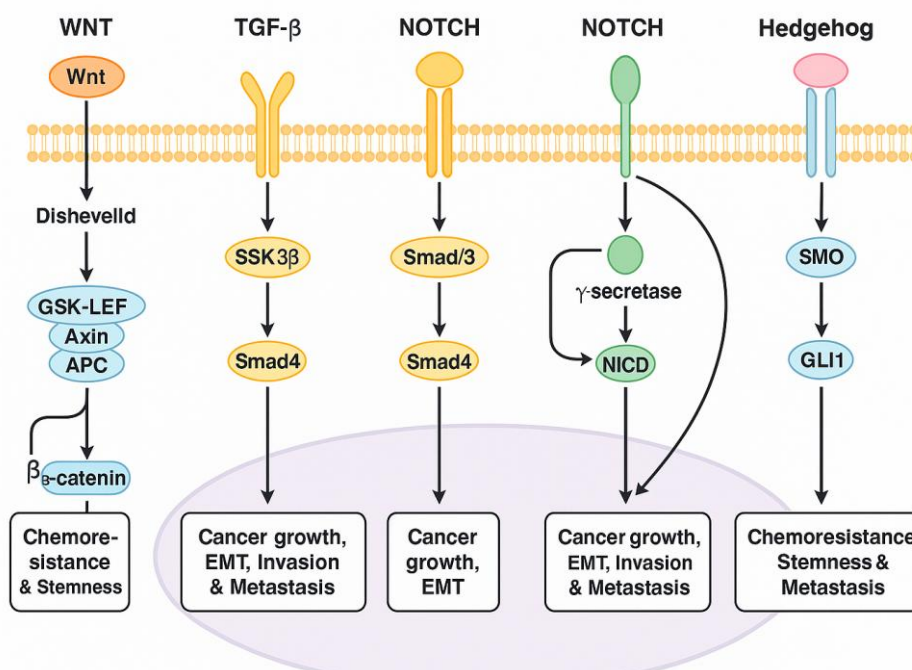 WNT
Wnt
Dishevelld
GSK-LEF
Axin
APC
β
B-catenin
Chemore-
sistance
& Stemness
TGF-β
SSK3β
Smad4
Cancer growth,
EMT, Invasion
& Metastasis
NOTCH
Smad/3
Smad4
Cancer
growth,
EMT
NOTCH
γ-secretase
NICD
Cancer growth,
EMT, Invasion
& Metastasis
Hedgehog
SMO
GLI1
Chemoresistance
Stemness &
Metastasis